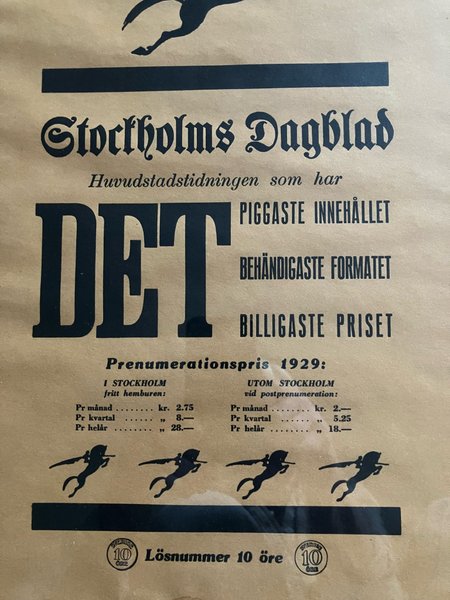 Stockholms Dagblad
Huvudstadstidningen som har
DET
PIGGASTE INNEHÅLLET
BEHÄNDIGASTE FORMATET
BILLIGASTE PRISET
Prenumerationspris 1929:
I STOCKHOLM
fritt hemburen:
Pr månad ........ kr. 2.75
Pr kvartal ...... „ 8.—
Pr helår ........ „ 28.—
UTOM STOCKHOLM
vid postprenumeration:
Pr månad ........ kr. 2.—
Pr kvartal ...... „ 5.25
Pr helår ........ „ 18.—
10 ÖRE
Lösnummer 10 öre
10 ÖRE